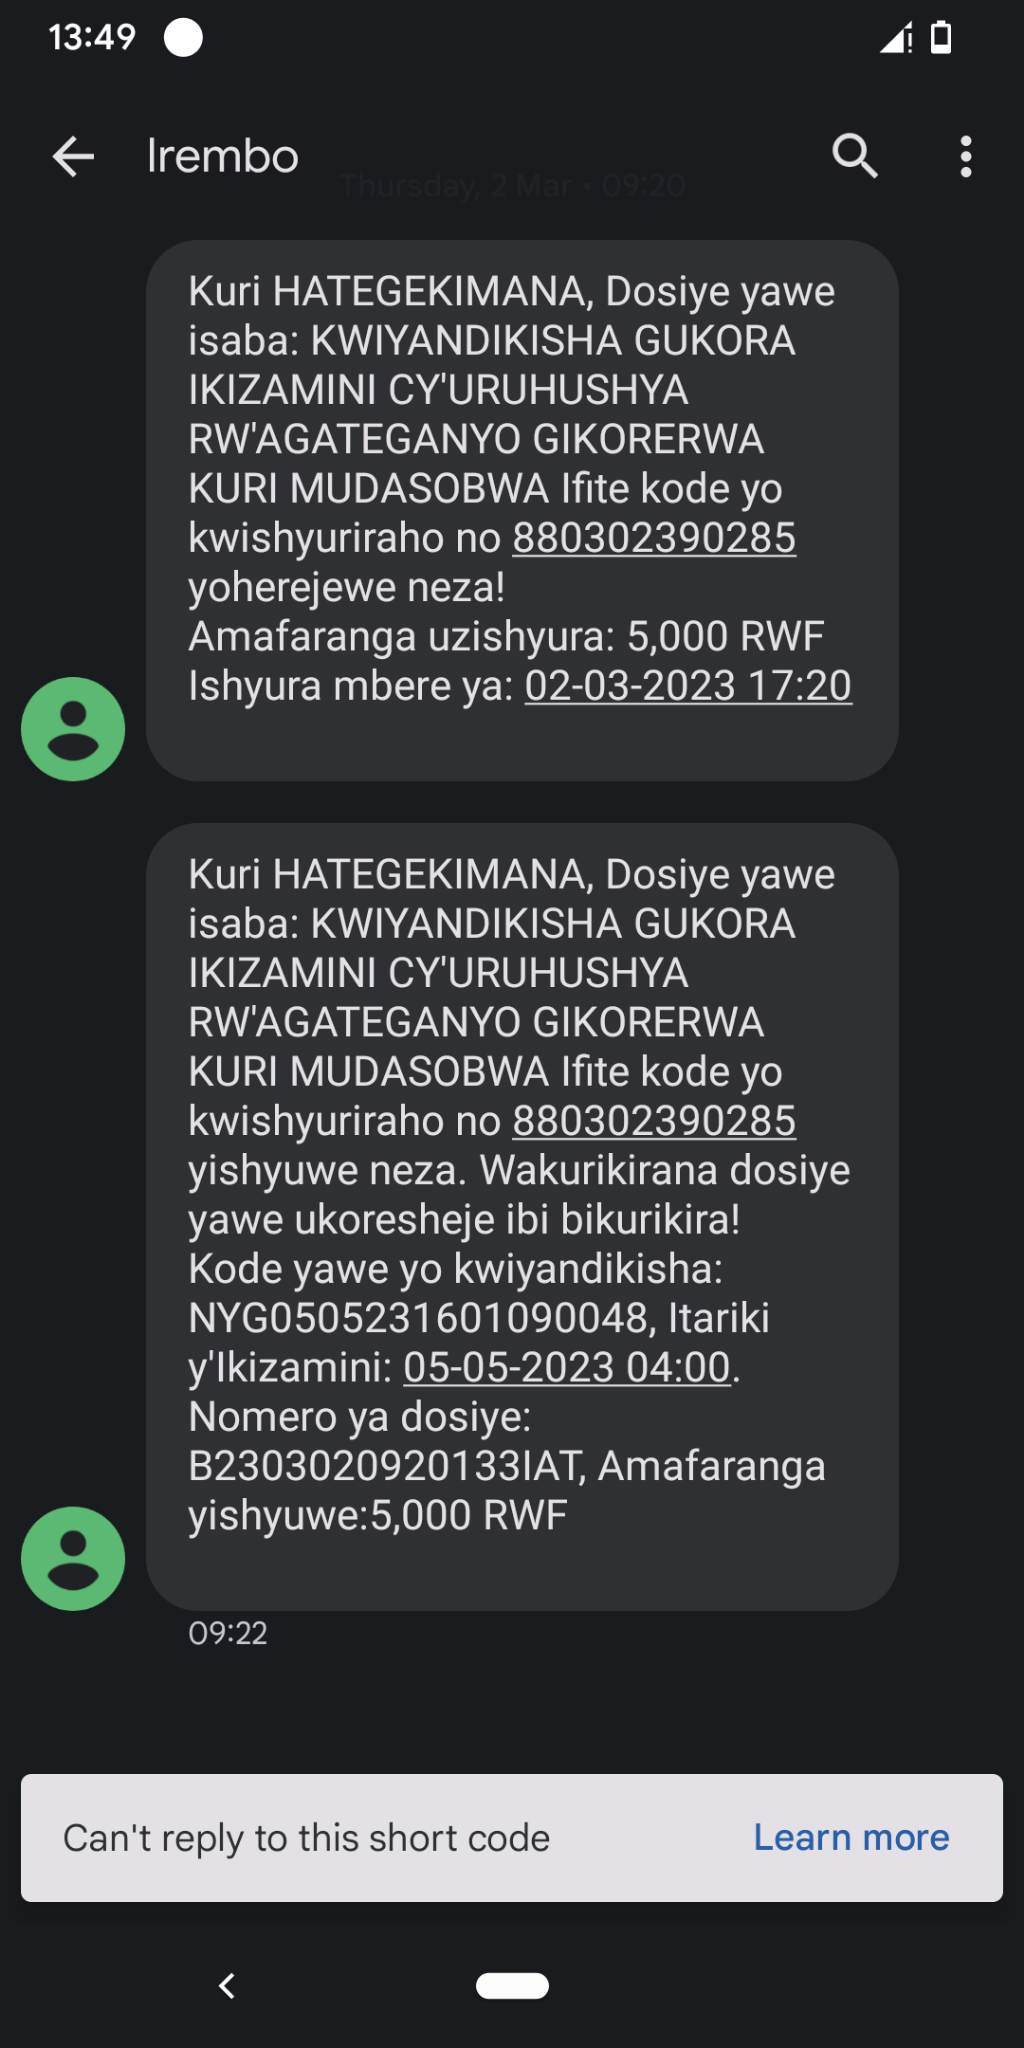 13:49
Irembo
Thursday, 2 Mar • 09:20
Kuri HATEGEKIMANA, Dosiye yawe
isaba: KWIYANDIKISHA GUKORA
IKIZAMINI CY'URUHUSHYA
RW'AGATEGANYO GIKORERWA
KURI MUDASOBWA Ifite kode yo
kwishyuriraho no 880302390285
yoherejewe neza!
Amafaranga uzishyura: 5,000 RWF
Ishyura mbere ya: 02-03-2023 17:20
Kuri HATEGEKIMANA, Dosiye yawe
isaba: KWIYANDIKISHA GUKORA
IKIZAMINI CY'URUHUSHYA
RW'AGATEGANYO GIKORERWA
KURI MUDASOBWA Ifite kode yo
kwishyuriraho no 880302390285
yishyuwe neza. Wakurikirana dosiye
yawe ukoresheje ibi bikurikira!
Kode yawe yo kwiyandikisha:
NYG0505231601090048, Itariki
y'Ikizamini: 05-05-2023 04:00.
Nomero ya dosiye:
B2303020920133IAT, Amafaranga
yishyuwe:5,000 RWF
09:22
Can't reply to this short code
Learn more